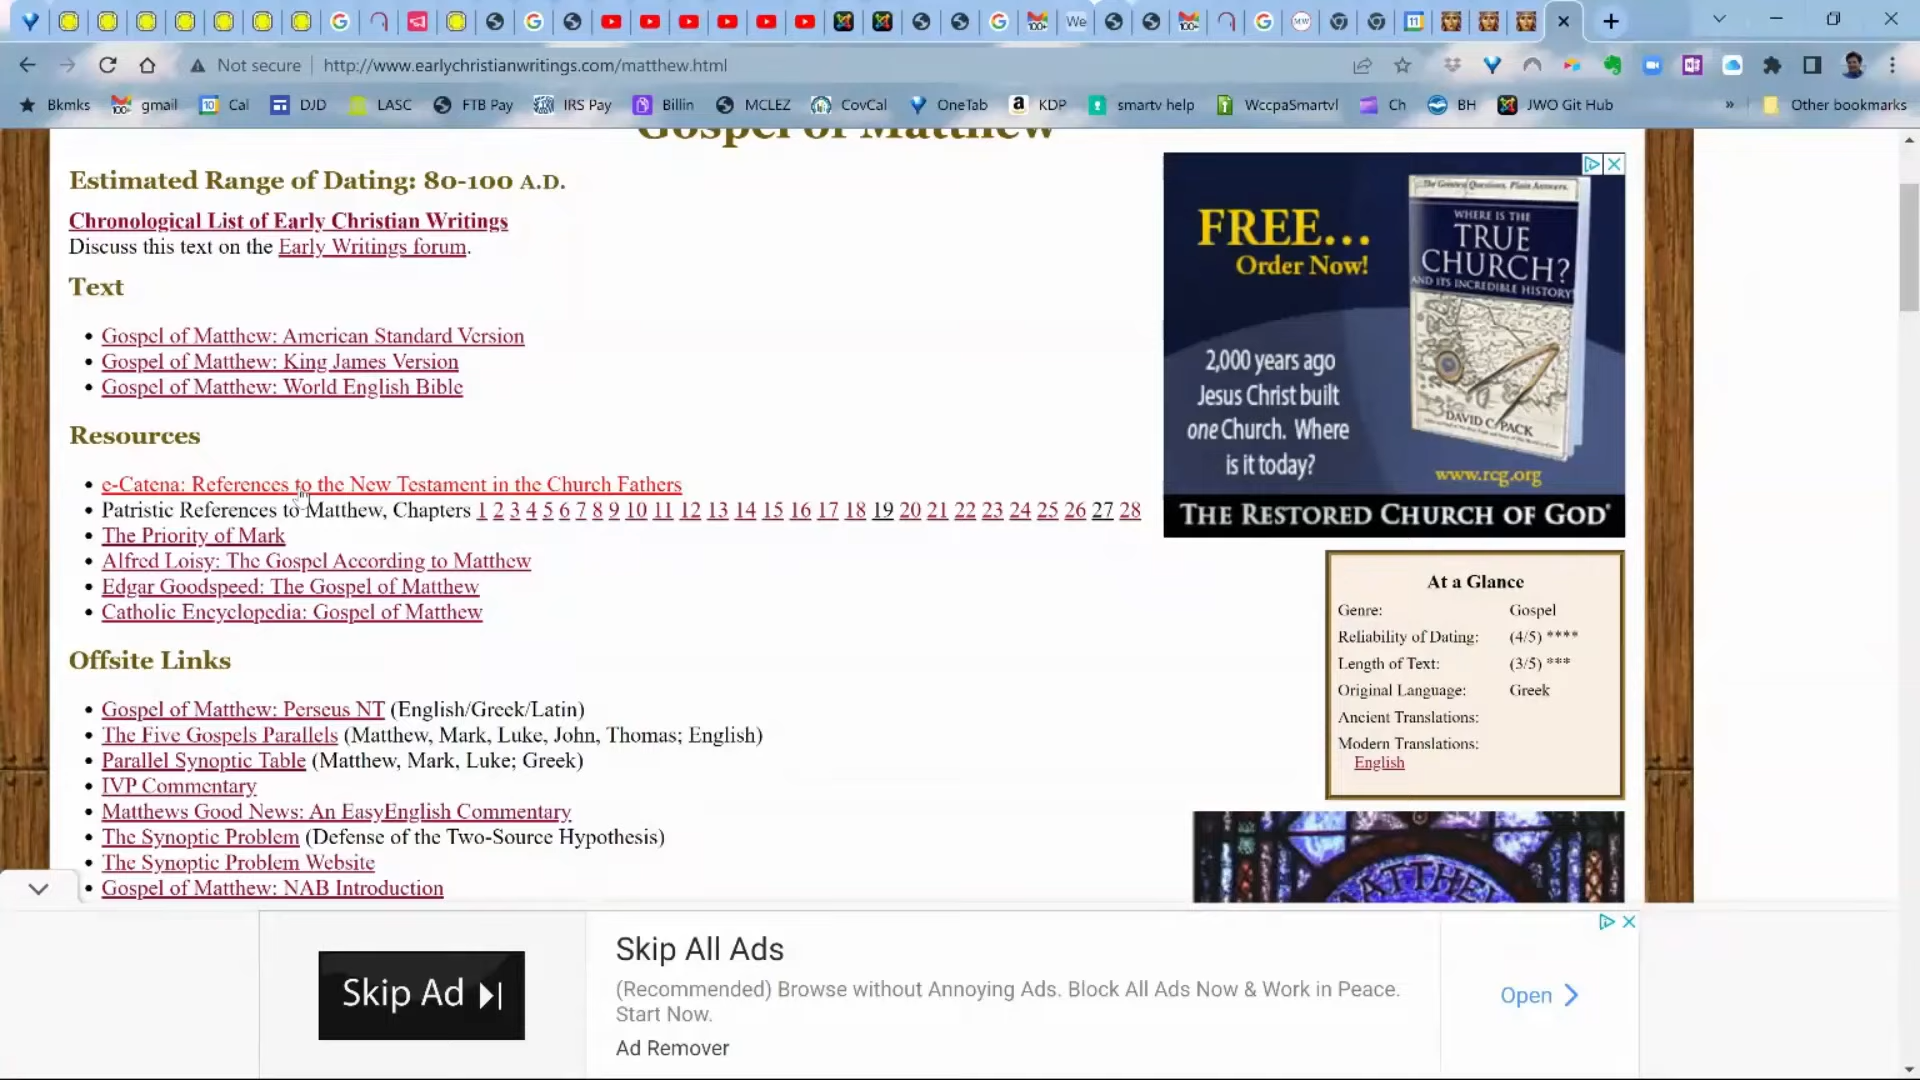 Not secure http://www.earlychristianwritings.com/matthew.html
Bkmks gmail Cal DJD LASC FTB Pay IRS Pay Billin MCLEZ CovCal OneTab KDP smartv help WccpaSmartvl Ch BH JWO Git Hub » Other bookmarks
Gospel of Matthew
Estimated Range of Dating: 80-100 A.D.
Chronological List of Early Christian Writings
Discuss this text on the Early Writings forum.
Text
• Gospel of Matthew: American Standard Version
• Gospel of Matthew: King James Version
• Gospel of Matthew: World English Bible
Resources
• e-Catena: References to the New Testament in the Church Fathers
• Patristic References to Matthew, Chapters 1 2 3 4 5 6 7 8 9 10 11 12 13 14 15 16 17 18 19 20 21 22 23 24 25 26 27 28
• The Priority of Mark
• Alfred Loisy: The Gospel According to Matthew
• Edgar Goodspeed: The Gospel of Matthew
• Catholic Encyclopedia: Gospel of Matthew
Offsite Links
• Gospel of Matthew: Perseus NT (English/Greek/Latin)
• The Five Gospels Parallels (Matthew, Mark, Luke, John, Thomas; English)
• Parallel Synoptic Table (Matthew, Mark, Luke; Greek)
• IVP Commentary
• Matthews Good News: An EasyEnglish Commentary
• The Synoptic Problem (Defense of the Two-Source Hypothesis)
• The Synoptic Problem Website
• Gospel of Matthew: NAB Introduction
FREE...
Order Now!
2,000 years ago
Jesus Christ built
one Church. Where
is it today?
The Greatest Questions. Plain Answers.
WHERE IS THE
TRUE
CHURCH?
AND ITS INCREDIBLE HISTORY!
DAVID C. PACK
www.rcg.org
THE RESTORED CHURCH OF GOD®
At a Glance
Genre: Gospel
Reliability of Dating: (4/5) ****
Length of Text: (3/5) ***
Original Language: Greek
Ancient Translations:
Modern Translations:
English
MATTHEW
Skip Ad
Skip All Ads
(Recommended) Browse without Annoying Ads. Block All Ads Now & Work in Peace.
Start Now.
Ad Remover
Open